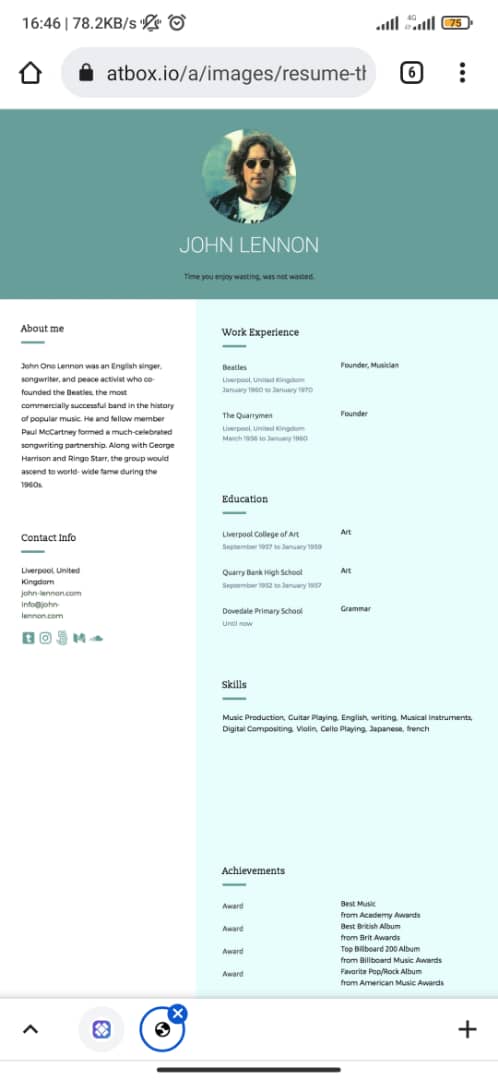 16:46 | 78.2KB/s
4G
75
atbox.io/a/images/resume-th
6
JOHN LENNON
Time you enjoy wasting, was not wasted.
About me
John Ono Lennon was an English singer,
songwriter, and peace activist who co-
founded the Beatles, the most
commercially successful band in the history
of popular music. He and fellow member
Paul McCartney formed a much-celebrated
songwriting partnership. Along with George
Harrison and Ringo Starr, the group would
ascend to world- wide fame during the
1960s.
Contact Info
Liverpool, United
Kingdom
john-lennon.com
info@john-
lennon.com
Work Experience
Beatles
Founder, Musician
Liverpool, United Kingdom
January 1960 to January 1970
The Quarrymen
Founder
Liverpool, United Kingdom
March 1956 to January 1960
Education
Liverpool College of Art
Art
September 1957 to January 1959
Quarry Bank High School
Art
September 1952 to January 1957
Dovedale Primary School
Grammar
Until now
Skills
Music Production, Guitar Playing, English, writing, Musical Instruments,
Digital Compositing, Violin, Cello Playing, Japanese, french
Achievements
Award
Best Music
from Academy Awards
Award
Best British Album
from Brit Awards
Award
Top Billboard 200 Album
from Billboard Music Awards
Award
Favorite Pop/Rock Album
from American Music Awards